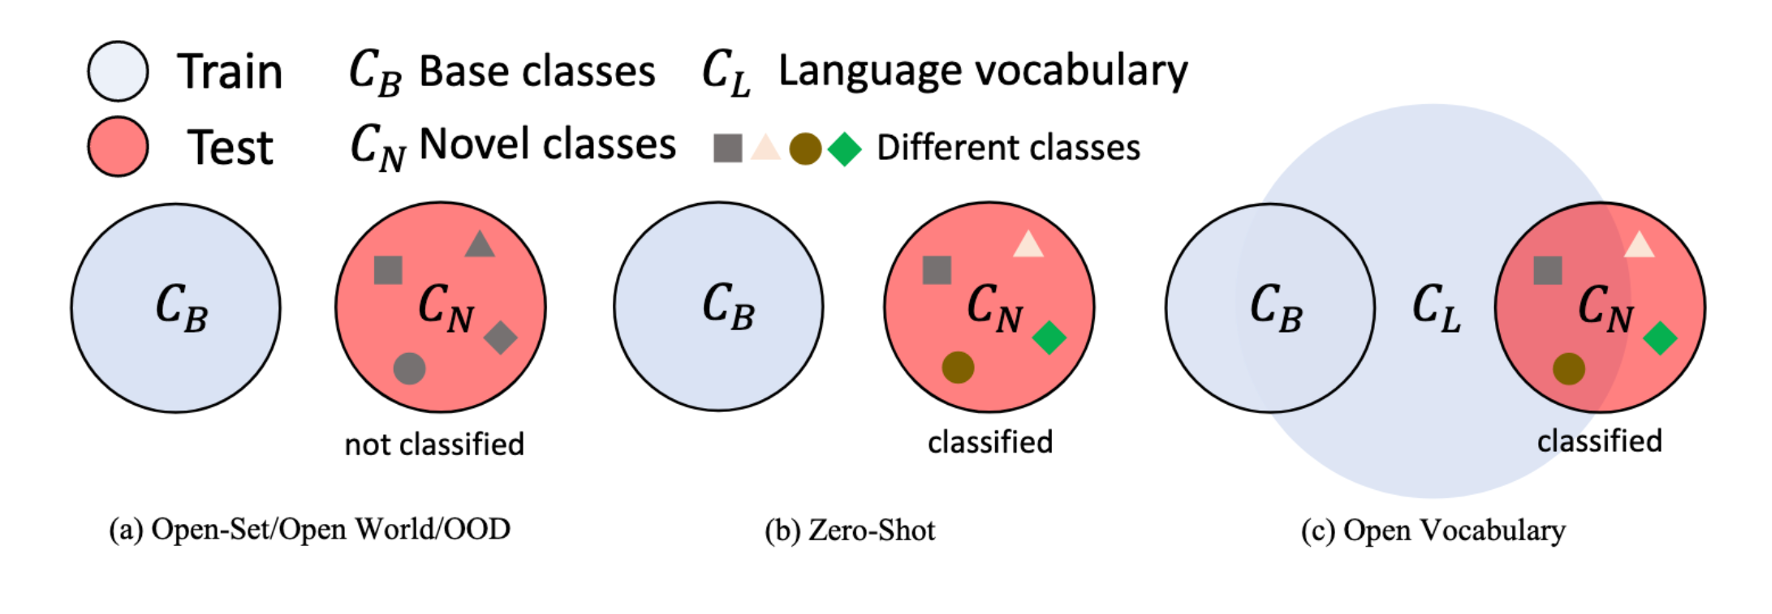 Train C_B Base classes C_L Language vocabulary
Test C_N Novel classes Different classes
C_B C_N C_B C_N C_B C_L C_N
not classified classified classified
(a) Open-Set/Open World/OOD (b) Zero-Shot (c) Open Vocabulary